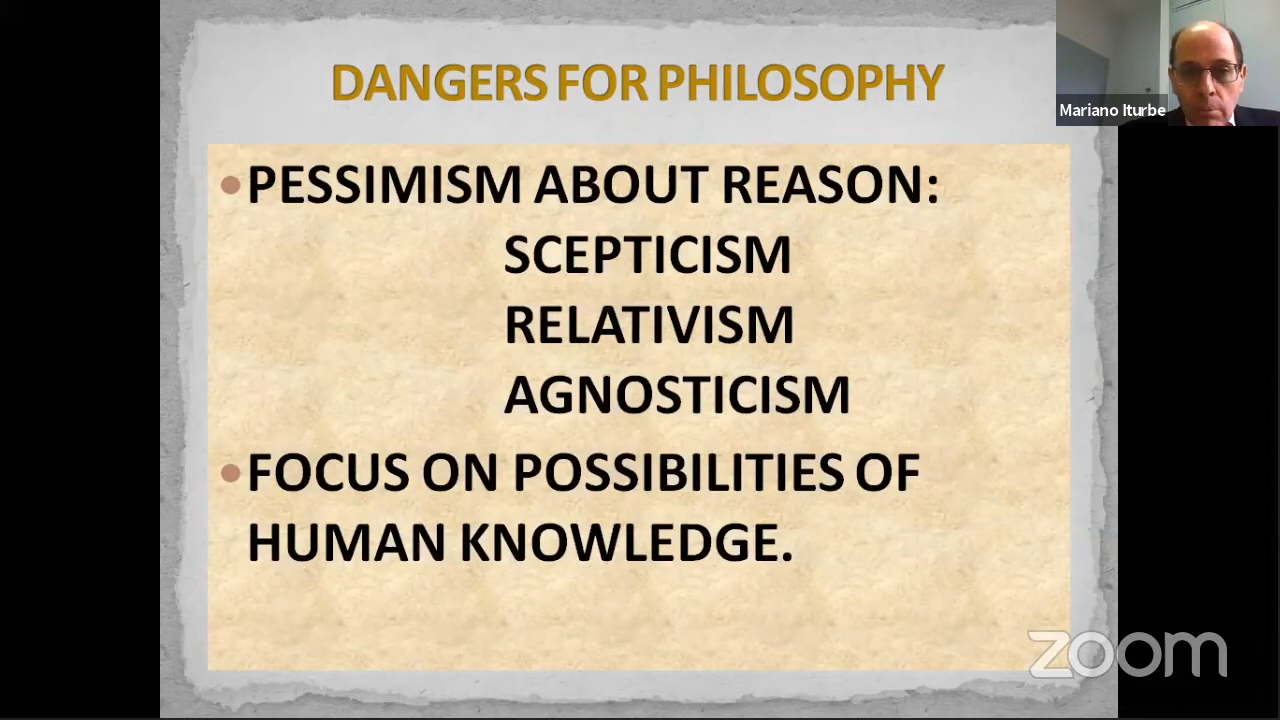 DANGERS FOR PHILOSOPHY
Mariano Iturbe
PESSIMISM ABOUT REASON:
SCEPTICISM
RELATIVISM
AGNOSTICISM
FOCUS ON POSSIBILITIES OF
HUMAN KNOWLEDGE.
zoom